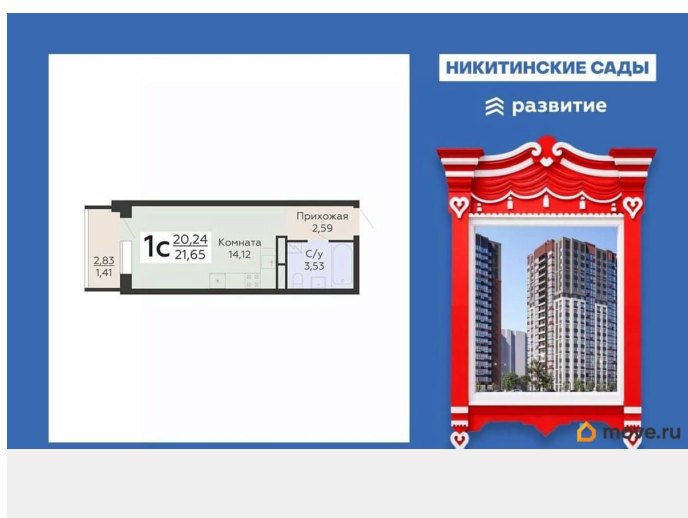 НИКИТИНСКИЕ САДЫ
развитие
Прихожая
2,59
1С
20,24
21,65
Комната
14,12
С/у
3,53
2,83
1,41
move.ru